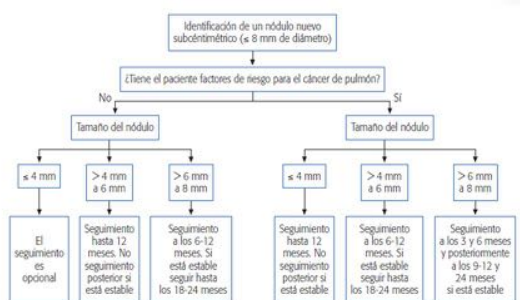 Identificación de un nódulo nuevo
subcéntimétrico (≤ 8 mm de diámetro)
¿Tiene el paciente factores de riesgo para el cáncer de pulmón?
No
Sí
Tamaño del nódulo
Tamaño del nódulo
≤ 4 mm
> 4 mm
a 6 mm
> 6 mm
a 8 mm
≤ 4 mm
> 4 mm
a 6 mm
> 6 mm
a 8 mm
El
seguimiento
es
opcional
Seguimiento
hasta 12
meses. No
seguimiento
posterior si
está estable
Seguimiento
a los 6-12
meses. Si
está estable
seguir hasta
los 18-24 meses
Seguimiento
hasta 12
meses. No
seguimiento
posterior si
está estable
Seguimiento
a los 6-12
meses. Si
está estable
seguir hasta
los 18-24 meses
Seguimiento
a los 3 y 6 meses
y posteriormente
a los 9-12 y
24 meses
si está estable